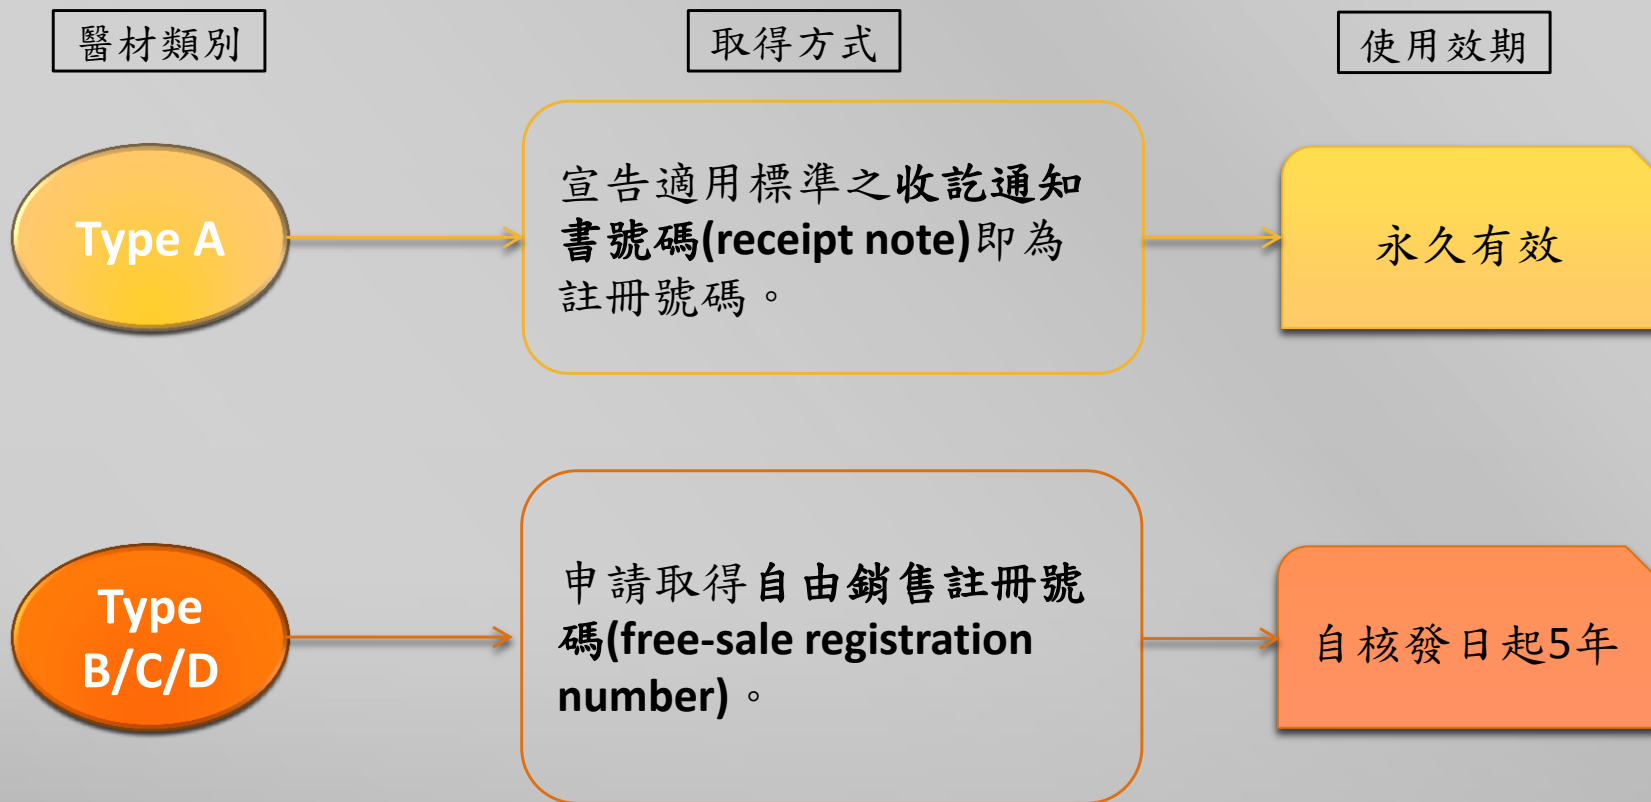 醫材類別
取得方式
使用效期
Type A
宣告適用標準之收訖通知
書號碼(receipt note)即為
註冊號碼。
永久有效
Type
B/C/D
申請取得自由銷售註冊號
碼(free-sale registration
number)。
自核發日起5年